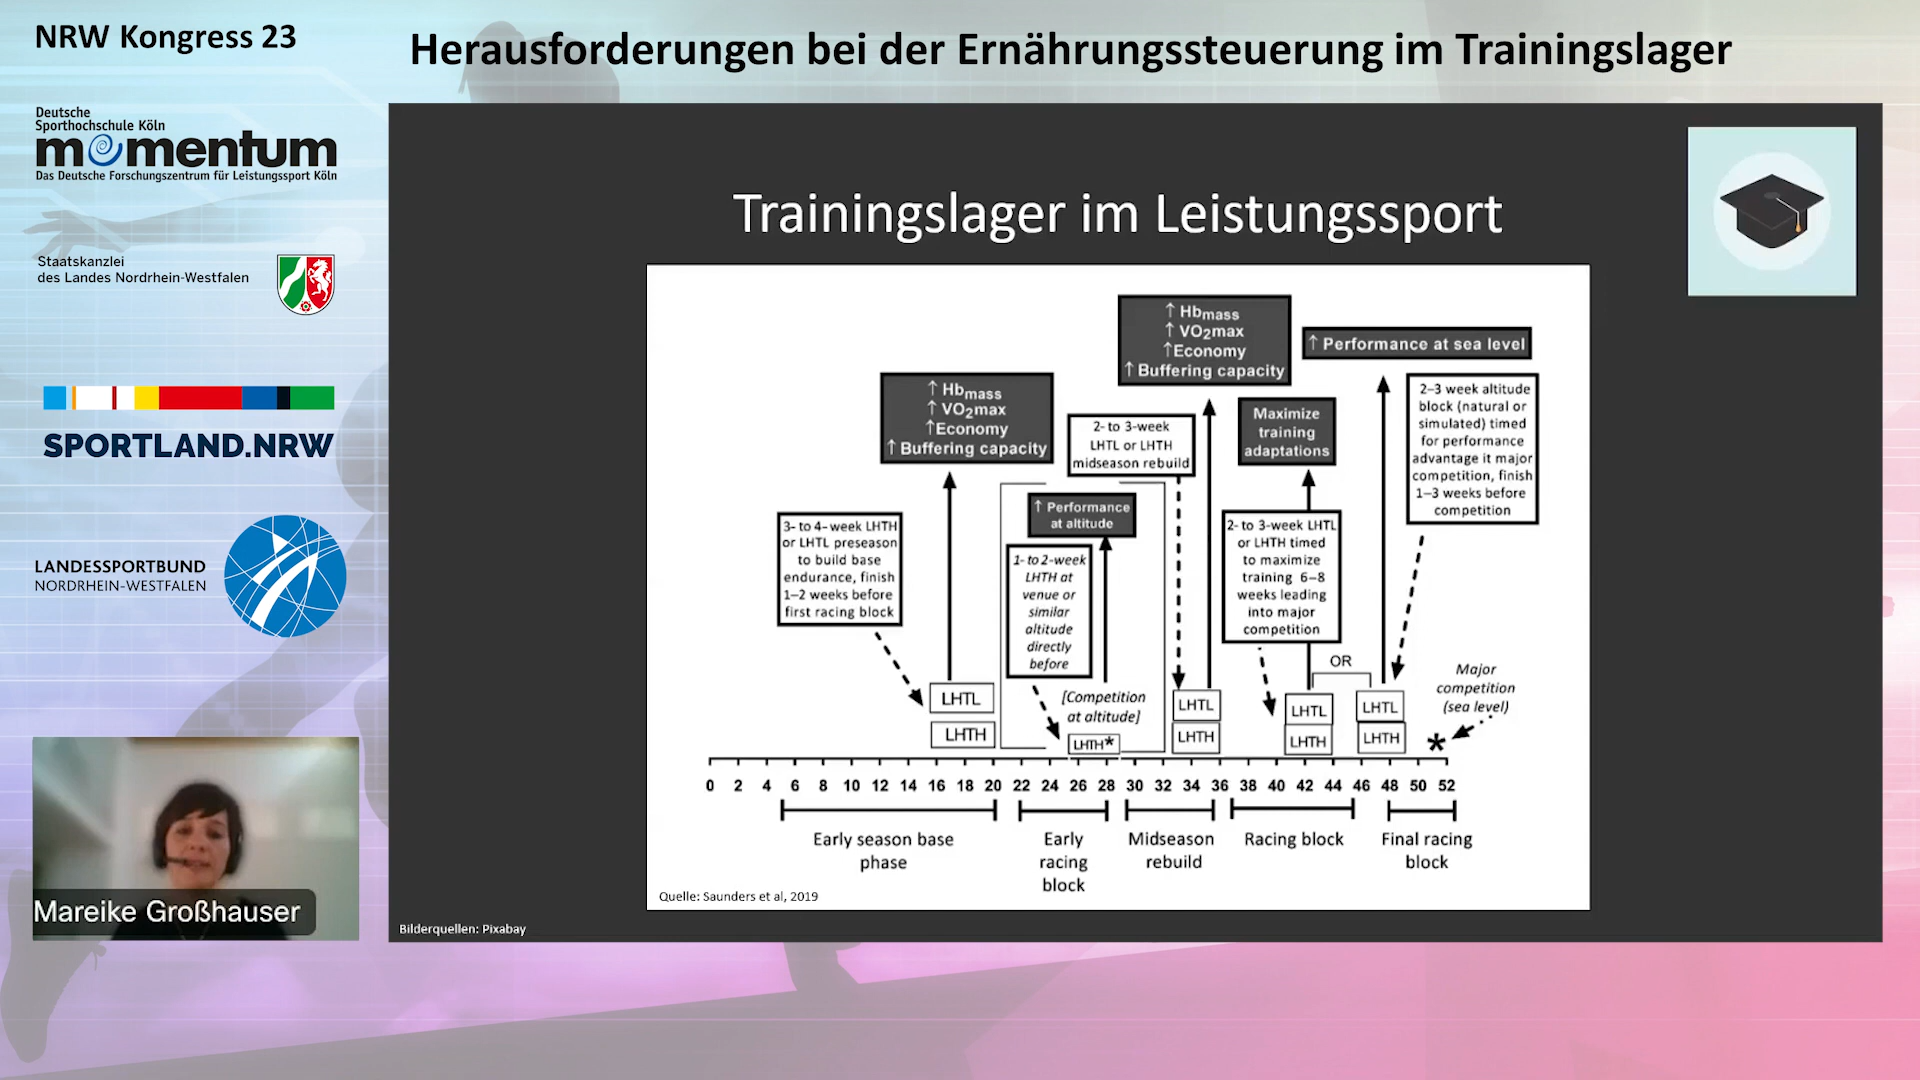 NRW Kongress 23
Herausforderungen bei der Ernährungssteuerung im Trainingslager
Deutsche
Sporthochschule Köln
momentum
Das Deutsche Forschungszentrum für Leistungssport Köln
Staatskanzlei
des Landes Nordrhein-Westfalen
SPORTLAND.NRW
LANDESSPORTBUND
NORDRHEIN-WESTFALEN
Mareike Großhauser
Trainingslager im Leistungssport
↑ Hbmass
↑ VO2max
↑Economy
↑ Buffering capacity
3- to 4-week LHTH
or LHTL preseason
to build base
endurance, finish
1–2 weeks before
first racing block
LHTL
LHTH
2- to 3-week
LHTL or LHTH
midseason rebuild
↑ Performance
at altitude
1- to 2-week
LHTH at
venue or
similar
altitude
directly
before
[Competition
at altitude]
LHTH*
↑ Hbmass
↑ VO2max
↑Economy
↑ Buffering capacity
LHTL
LHTH
Maximize
training
adaptations
2- to 3-week LHTL
or LHTH timed
to maximize
training 6–8
weeks leading
into major
competition
LHTL
LHTH
OR
↑ Performance at sea level
2–3 week altitude
block (natural or
simulated) timed
for performance
advantage it major
competition, finish
1–3 weeks before
competition
LHTL
LHTH
Major
competition
(sea level)
*
0 2 4 6 8 10 12 14 16 18 20 22 24 26 28 30 32 34 36 38 40 42 44 46 48 50 52
Early season base
phase
Early
racing
block
Midseason
rebuild
Racing block
Final racing
block
Quelle: Saunders et al, 2019
Bilderquellen: Pixabay